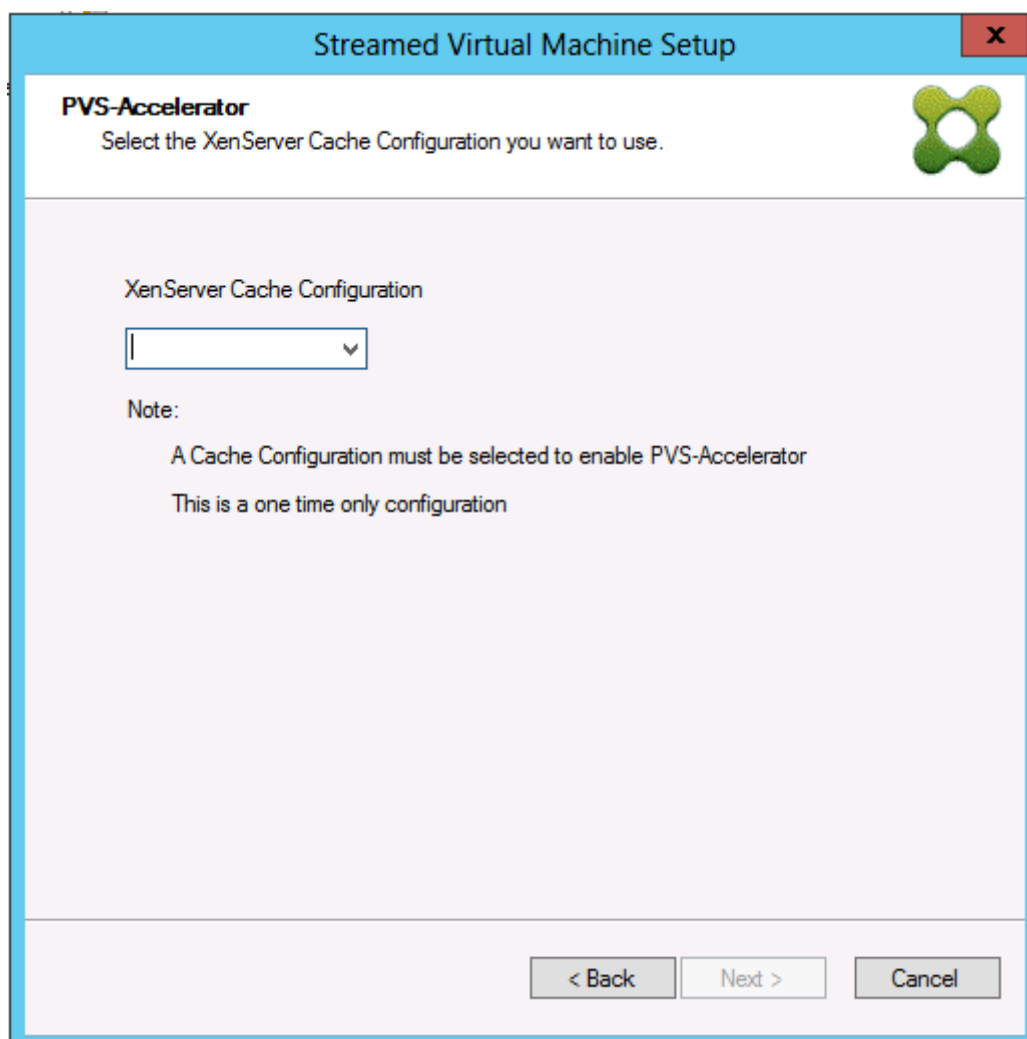 Streamed Virtual Machine Setup
x
PVS-Accelerator
Select the XenServer Cache Configuration you want to use.
XenServer Cache Configuration
Note:
A Cache Configuration must be selected to enable PVS-Accelerator
This is a one time only configuration
< Back Next > Cancel